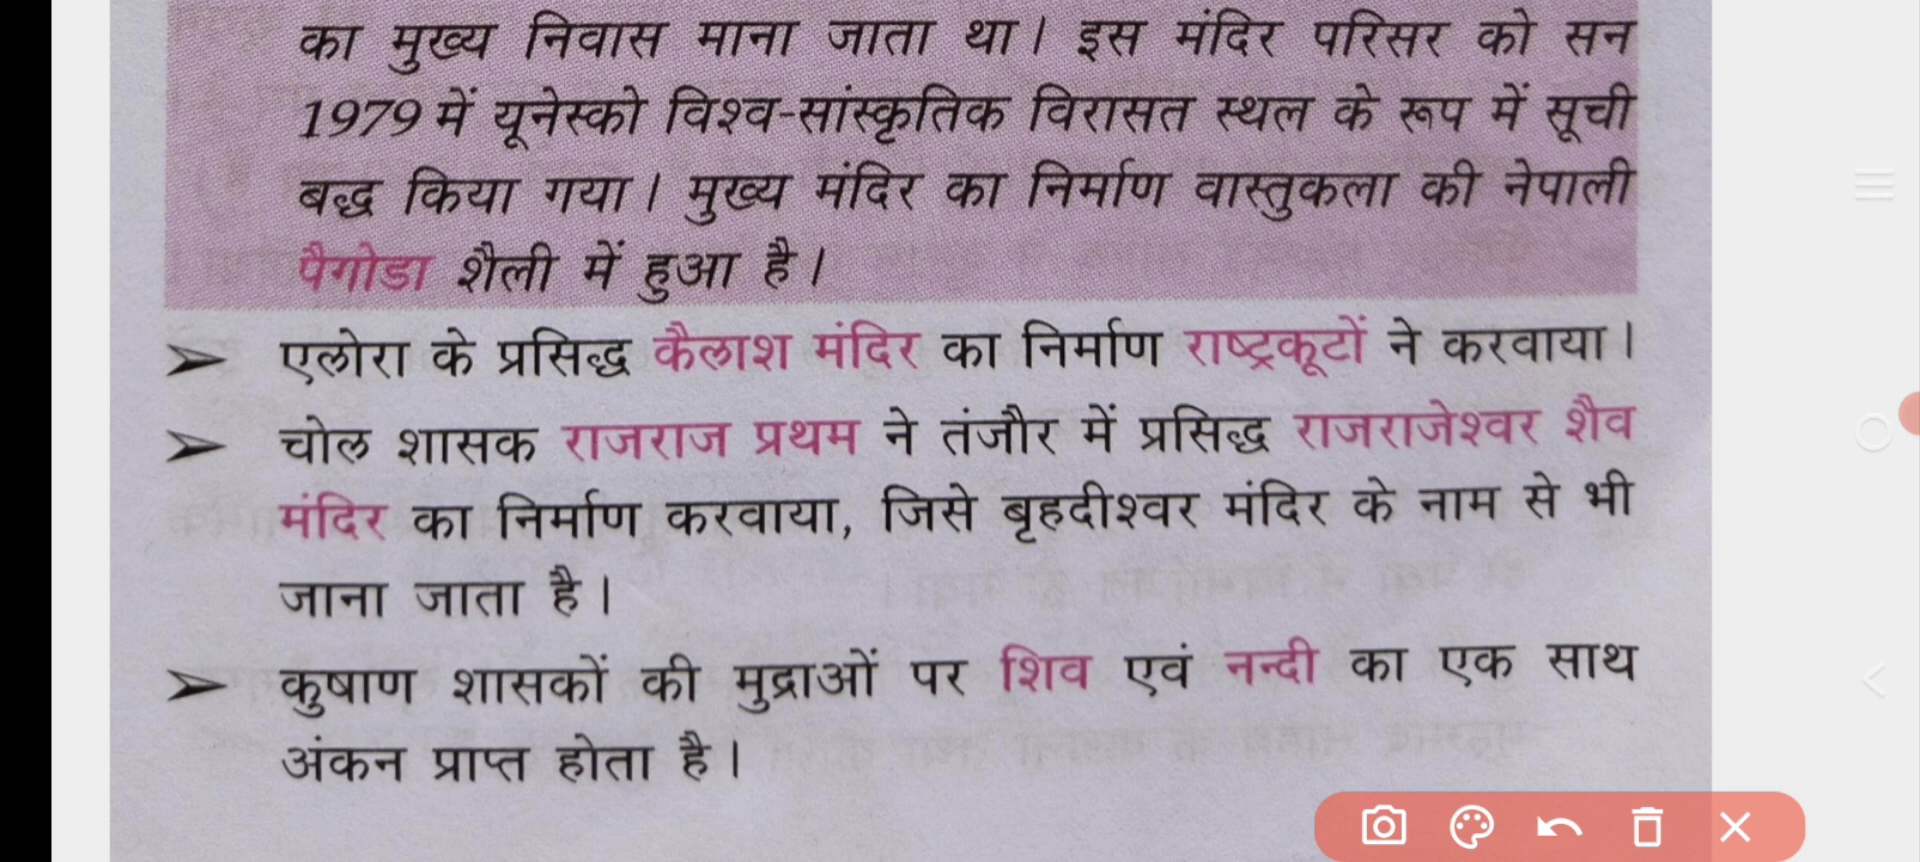 का मुख्य निवास माना जाता था। इस मंदिर परिसर को सन
1979 में यूनेस्को विश्व-सांस्कृतिक विरासत स्थल के रूप में सूची
बद्ध किया गया। मुख्य मंदिर का निर्माण वास्तुकला की नेपाली
पैगोडा शैली में हुआ है।
➢ एलोरा के प्रसिद्ध कैलाश मंदिर का निर्माण राष्ट्रकूटों ने करवाया।
➢ चोल शासक राजराज प्रथम ने तंजौर में प्रसिद्ध राजराजेश्वर शैव
मंदिर का निर्माण करवाया, जिसे बृहदीश्वर मंदिर के नाम से भी
जाना जाता है।
➢ कुषाण शासकों की मुद्राओं पर शिव एवं नन्दी का एक साथ
अंकन प्राप्त होता है।